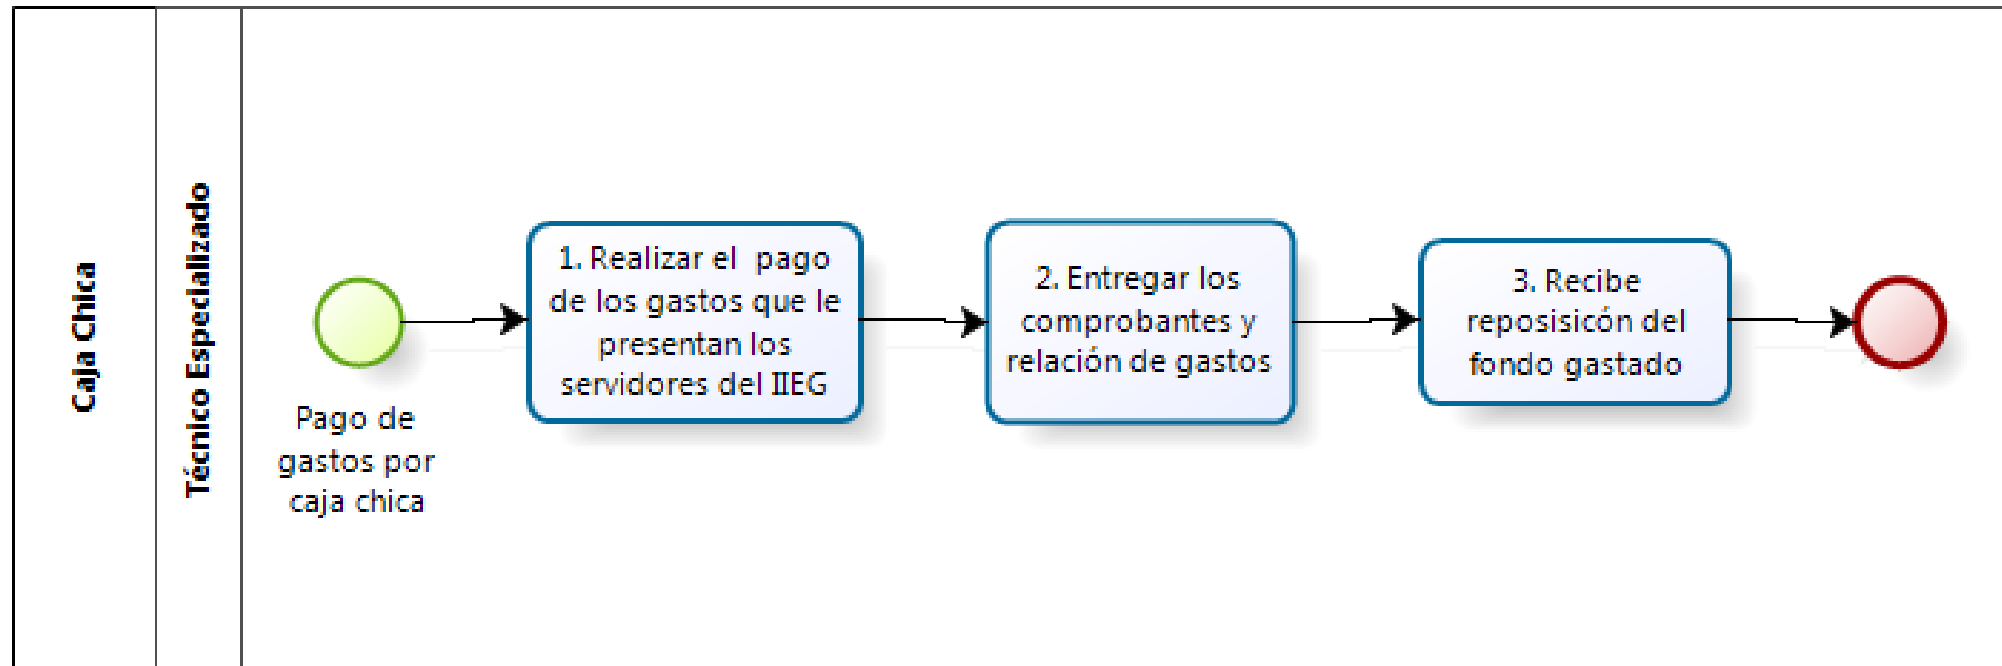 Caja Chica
Técnico Especializado
Pago de
gastos por
caja chica
1. Realizar el  pago
de los gastos que le
presentan los
servidores del IIEG
2. Entregar los
comprobantes y
relación de gastos
3. Recibe
reposisicón del
fondo gastado